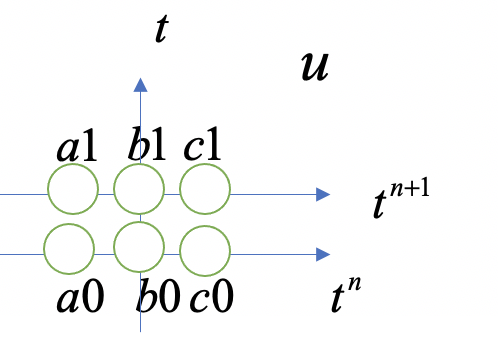 t
u
a1 b1 c1
t^{n+1}
a0 b0 c0
t^n